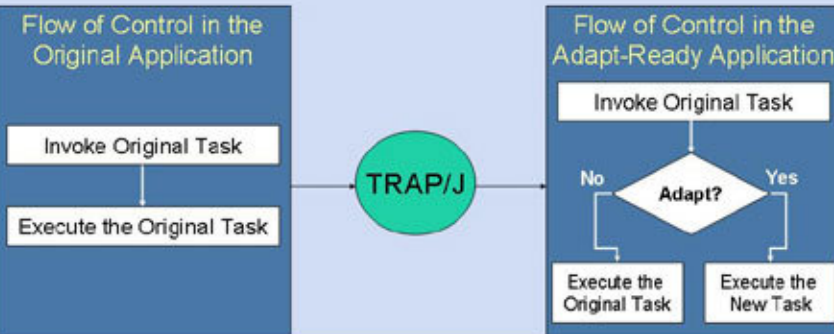 Flow of Control in the
Original Application
Invoke Original Task
Execute the Original Task
TRAP/J
Flow of Control in the
Adapt-Ready Application
Invoke Original Task
No
Yes
Adapt?
Execute the
Original Task
Execute the
New Task